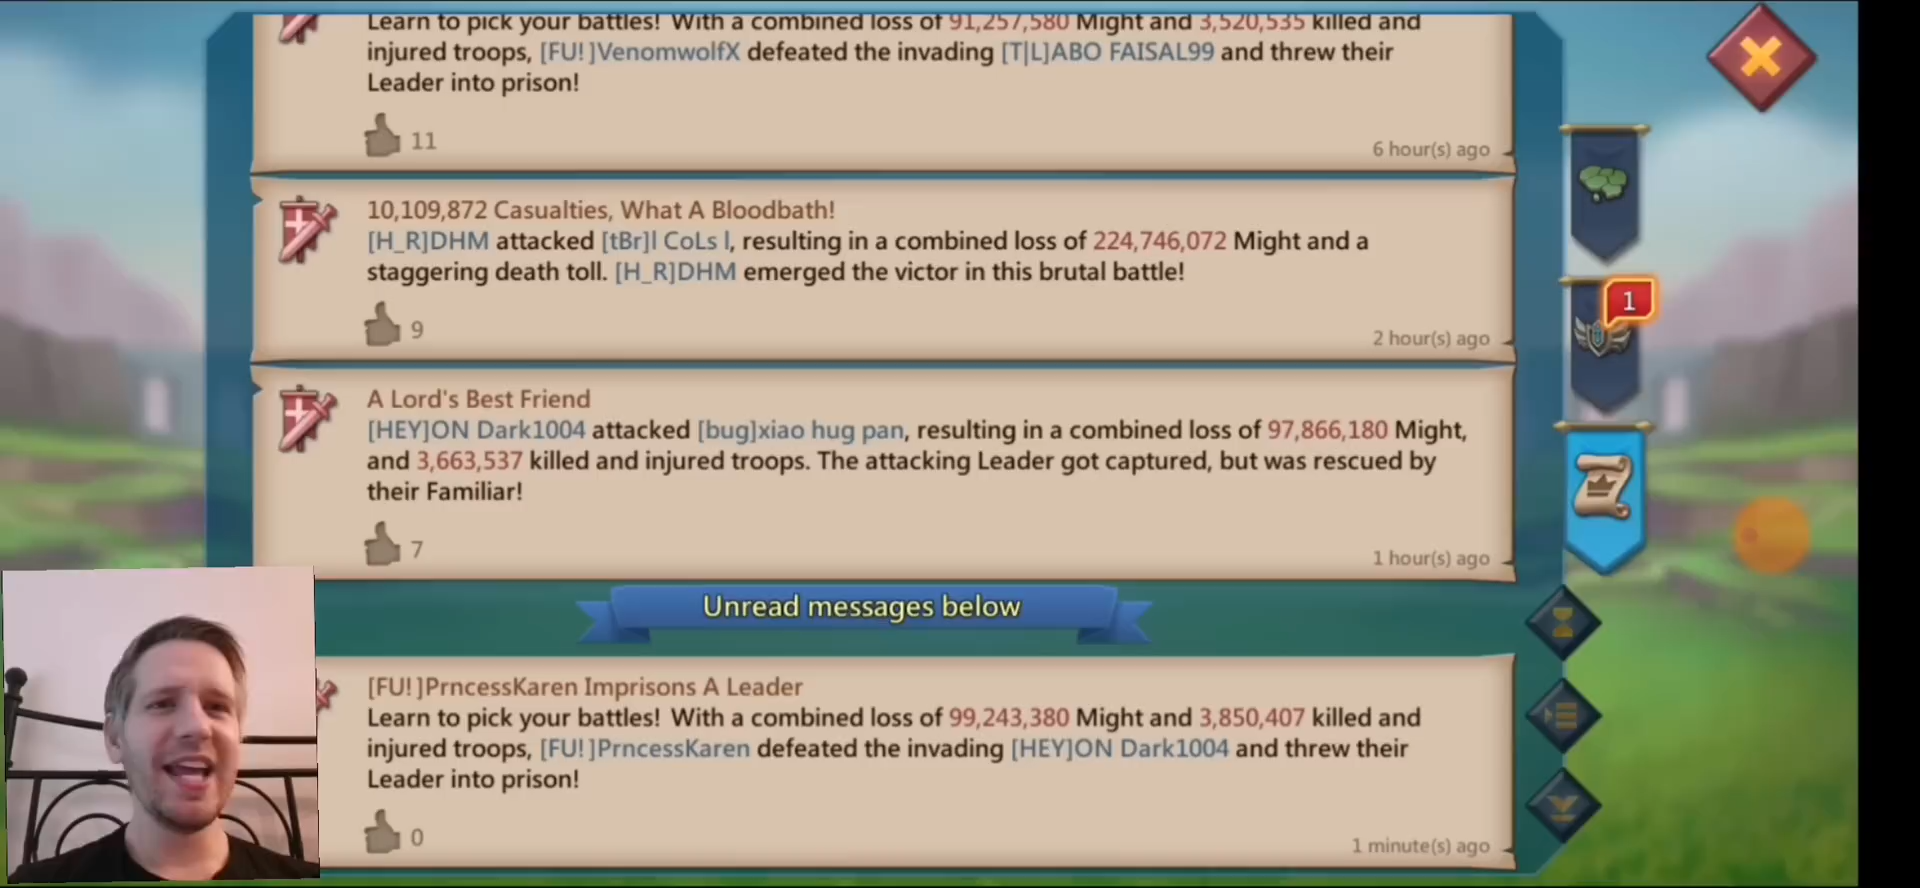 Learn to pick your battles! With a combined loss of 91,257,580 Might and 3,520,535 killed and
injured troops, [FU! ]VenomwolfX defeated the invading [T|L]ABO FAISAL99 and threw their
Leader into prison!
11
6 hour(s) ago
10,109,872 Casualties, What A Bloodbath!
[H_R]DHM attacked [tBr]l CoLs l, resulting in a combined loss of 224,746,072 Might and a
staggering death toll. [H_R]DHM emerged the victor in this brutal battle!
9
2 hour(s) ago
1
A Lord's Best Friend
[HEY]ON Dark1004 attacked [bug]xiao hug pan, resulting in a combined loss of 97,866,180 Might,
and 3,663,537 killed and injured troops. The attacking Leader got captured, but was rescued by
their Familiar!
7
1 hour(s) ago
Unread messages below
[FU! ]PrncessKaren Imprisons A Leader
Learn to pick your battles! With a combined loss of 99,243,380 Might and 3,850,407 killed and
injured troops, [FU! ]PrncessKaren defeated the invading [HEY]ON Dark1004 and threw their
Leader into prison!
0
1 minute(s) ago